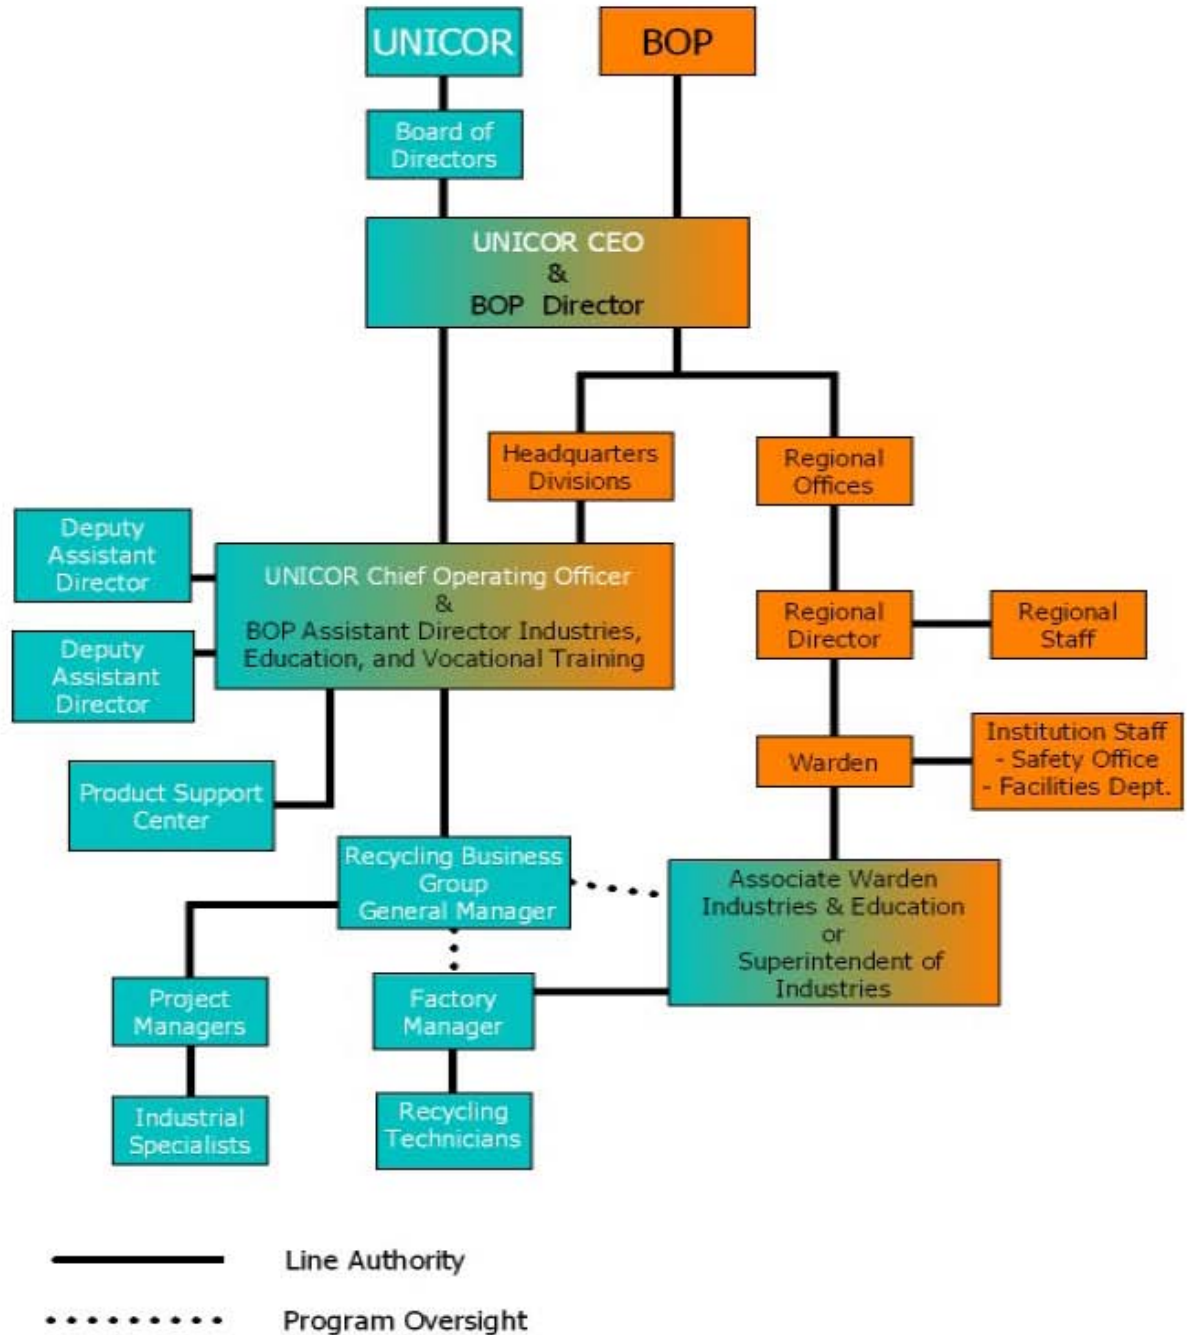 UNICOR
BOP
Board of
Directors
UNICOR CEO
&
BOP Director
Headquarters
Divisions
Regional
Offices
Deputy
Assistant
Director
UNICOR Chief Operating Officer
&
BOP Assistant Director Industries,
Education, and Vocational Training
Regional
Director
Regional
Staff
Deputy
Assistant
Director
Warden
Institution Staff
- Safety Office
- Facilities Dept.
Product Support
Center
Recycling Business
Group
General Manager
Associate Warden
Industries & Education
or
Superintendent of
Industries
Project
Managers
Factory
Manager
Industrial
Specialists
Recycling
Technicians
Line Authority
Program Oversight